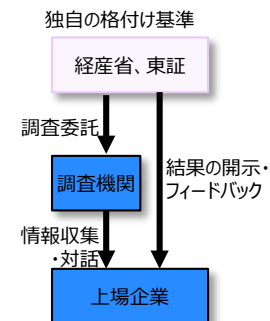 独自の格付け基準
経産省、東証
調査委託
調査機関
結果の開示・
フィードバック
情報収集
・対話
上場企業